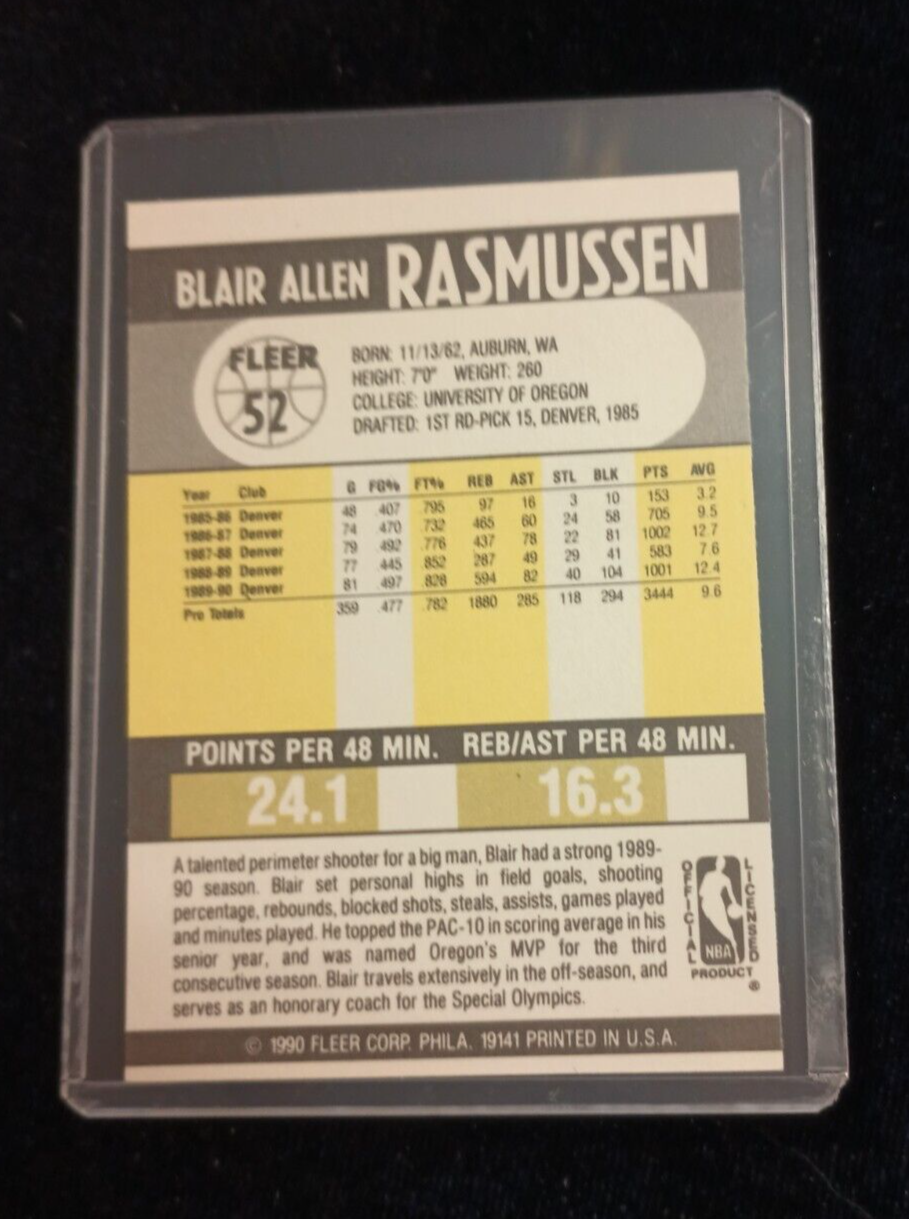 BLAIR ALLEN RASMUSSEN
FLEER
52
BORN: 11/13/62, AUBURN, WA
HEIGHT: 7'0" WEIGHT: 260
COLLEGE: UNIVERSITY OF OREGON
DRAFTED: 1ST RD-PICK 15, DENVER, 1985
Year Club G FG% FT% REB AST STL BLK PTS AVG
1985-86 Denver 48 .407 .795 97 16 3 10 153 3.2
1986-87 Denver 74 .470 .732 465 60 24 58 705 9.5
1987-88 Denver 79 .492 .776 437 78 22 81 1002 12.7
1988-89 Denver 77 .445 .852 287 49 29 41 583 7.6
1989-90 Denver 81 .497 .828 594 82 40 104 1001 12.4
Pro Totals 359 .477 .782 1880 285 118 294 3444 9.6
POINTS PER 48 MIN. REB/AST PER 48 MIN.
24.1 16.3
A talented perimeter shooter for a big man, Blair had a strong 1989-
90 season. Blair set personal highs in field goals, shooting
percentage, rebounds, blocked shots, steals, assists, games played
and minutes played. He topped the PAC-10 in scoring average in his
senior year, and was named Oregon's MVP for the third
consecutive season. Blair travels extensively in the off-season, and
serves as an honorary coach for the Special Olympics.
OFFICIAL
NBA
LICENSED
PRODUCT
®
© 1990 FLEER CORP. PHILA. 19141 PRINTED IN U.S.A.